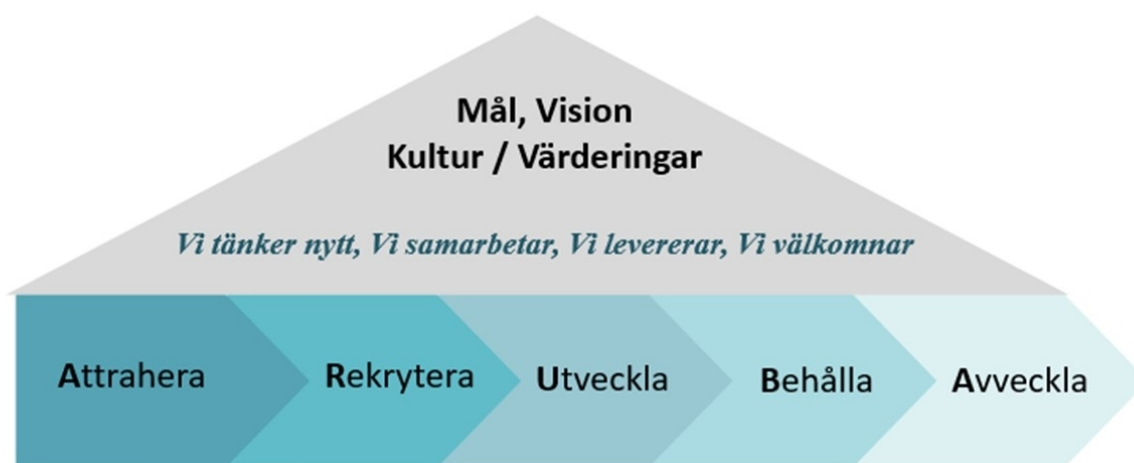 Mål, Vision
Kultur / Värderingar
Vi tänker nytt, Vi samarbetar, Vi levererar, Vi välkomnar
Attrahera
Rekrytera
Utveckla
Behålla
Avveckla